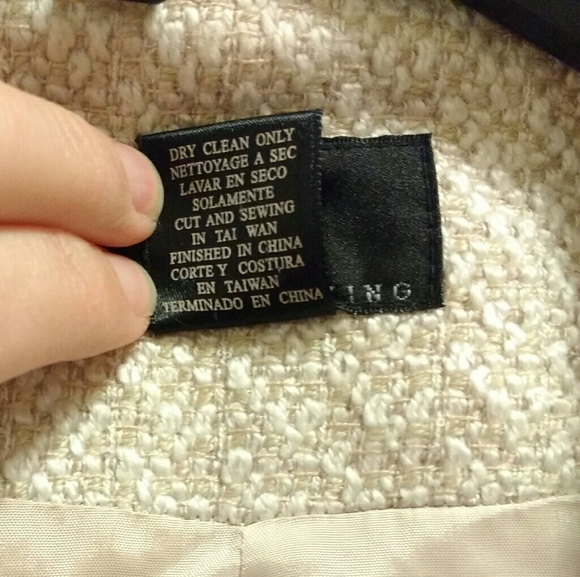 DRY CLEAN ONLY
NETTOYAGE A SEC
LAVAR EN SECO
SOLAMENTE
CUT AND SEWING
IN TAI WAN
FINISHED IN CHINA
CORTE Y COSTURA
EN TAIWAN
TERMINADO EN CHINA
ING